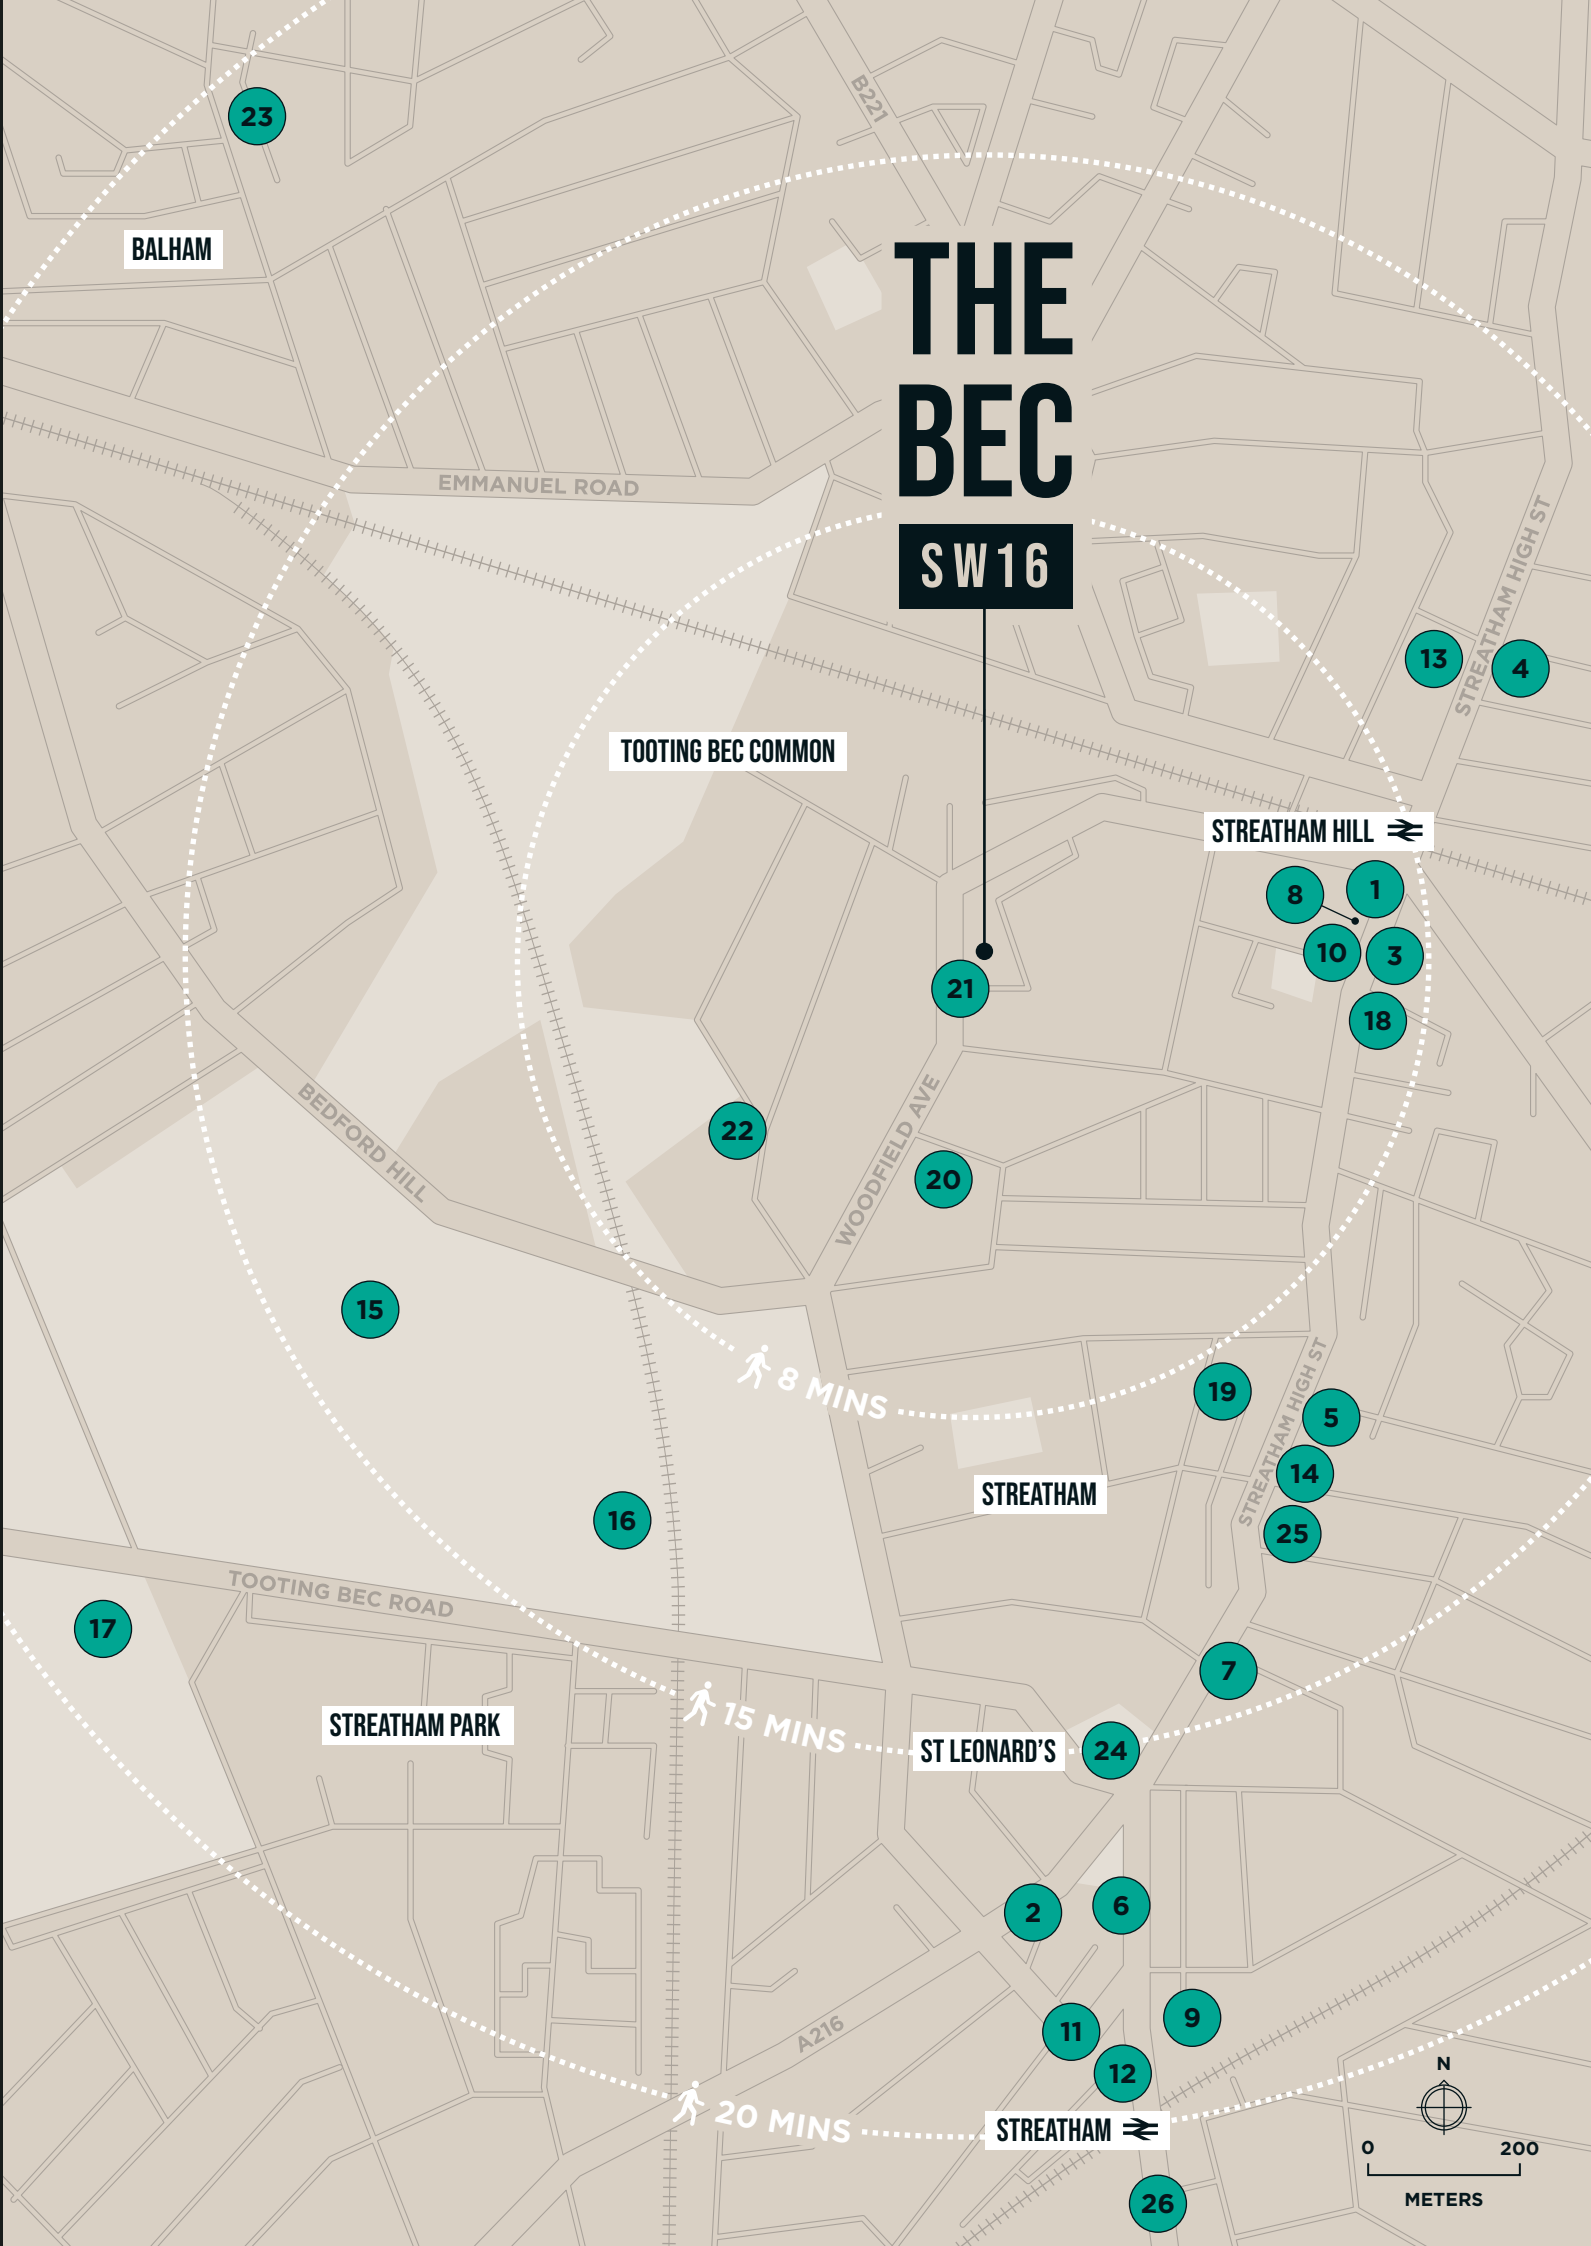 B221
23
BALHAM
THE
BEC
SW16
EMMANUEL ROAD
STREATHAM HIGH ST
13
4
TOOTING BEC COMMON
STREATHAM HILL
8
1
10
3
21
18
BEDFORD HILL
WOODFIELD AVE
22
20
15
8 MINS
STREATHAM HIGH ST
19
5
14
STREATHAM
16
25
TOOTING BEC ROAD
17
7
STREATHAM PARK
15 MINS
ST LEONARD'S
24
2
6
A216
11
9
12
20 MINS
STREATHAM
26
N
0
200
METERS